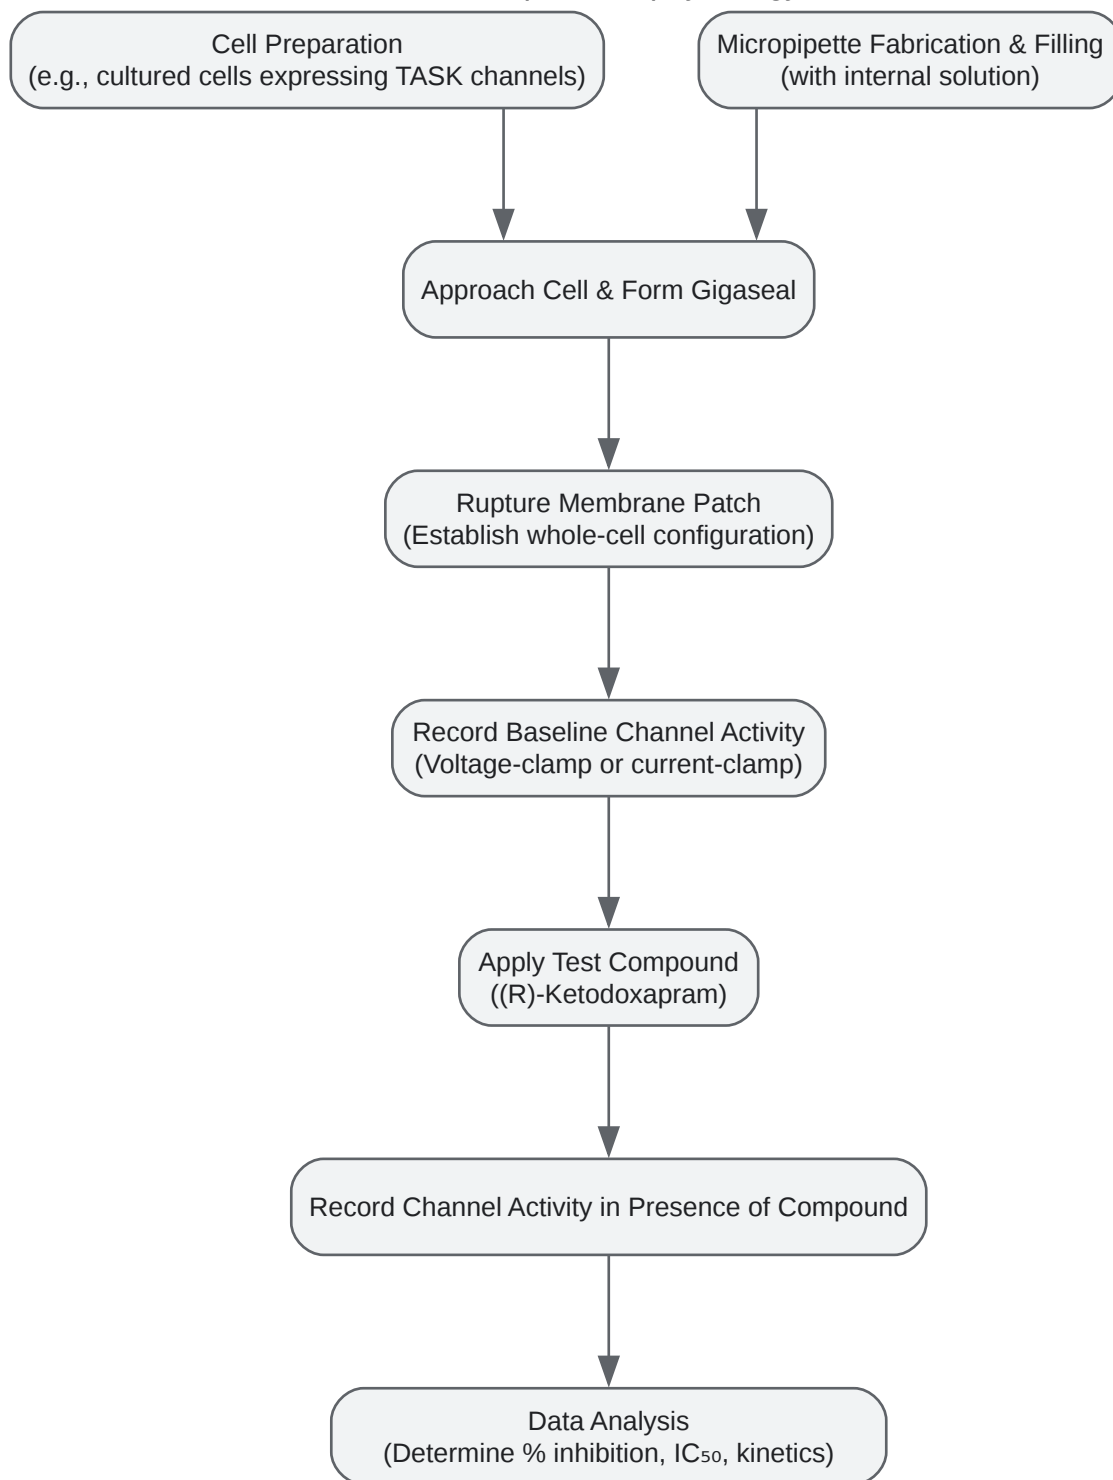 Cell Preparation
(e.g., cultured cells expressing TASK channels)
Micropipette Fabrication & Filling
(with internal solution)
Approach Cell & Form Gigaseal
Rupture Membrane Patch
(Establish whole-cell configuration)
Record Baseline Channel Activity
(Voltage-clamp or current-clamp)
Apply Test Compound
((R)-Ketodoxapram)
Record Channel Activity in Presence of Compound
Data Analysis
(Determine % inhibition, IC₅₀, kinetics)